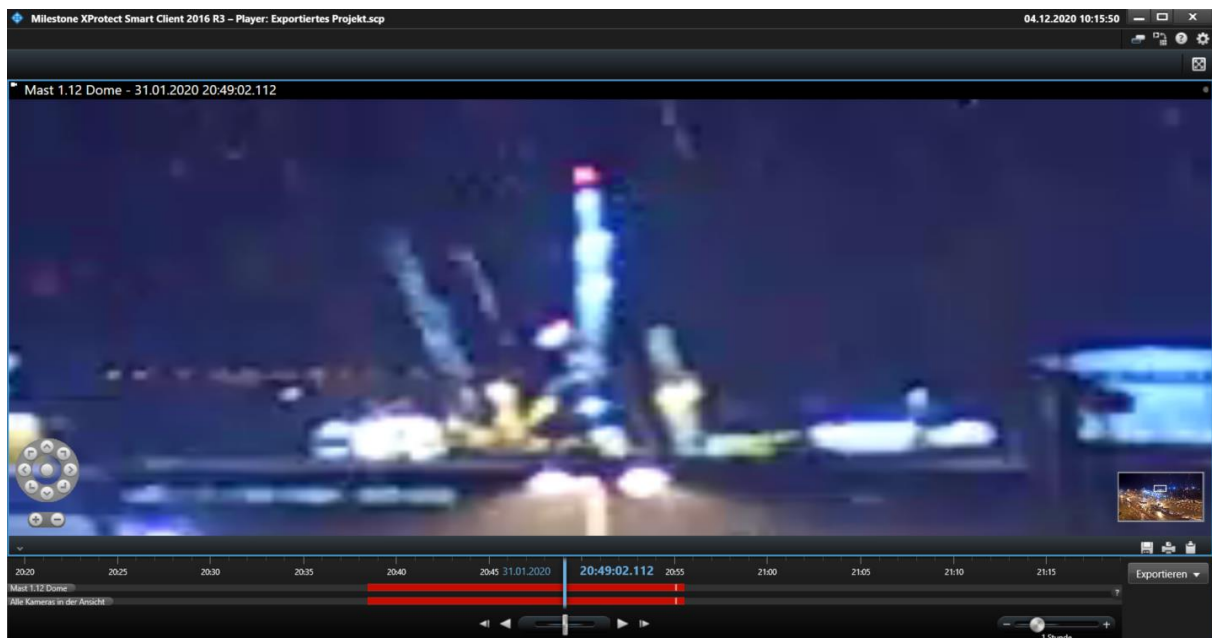 Milestone XProtect Smart Client 2016 R3 – Player: Exportiertes Projekt.scp 04.12.2020 10:15:50
Mast 1.12 Dome - 31.01.2020 20:49:02.112
20:20 20:25 20:30 20:35 20:40 20:45 31.01.2020 20:49:02.112 20:55 21:00 21:05 21:10 21:15
Exportieren
Mast 1.12 Dome
Alle Kameras in der Ansicht
1 Stunde